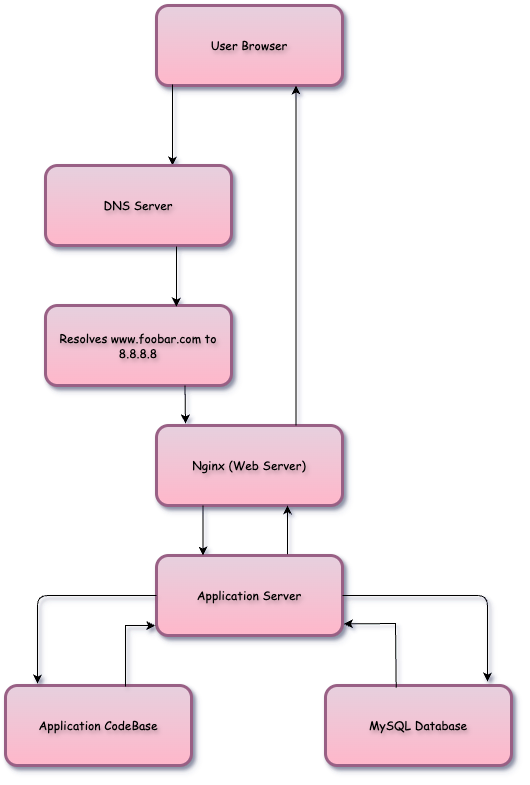 User Browser
DNS Server
Resolves www.foobar.com to
8.8.8.8
Nginx (Web Server)
Application Server
Application CodeBase
MySQL Database